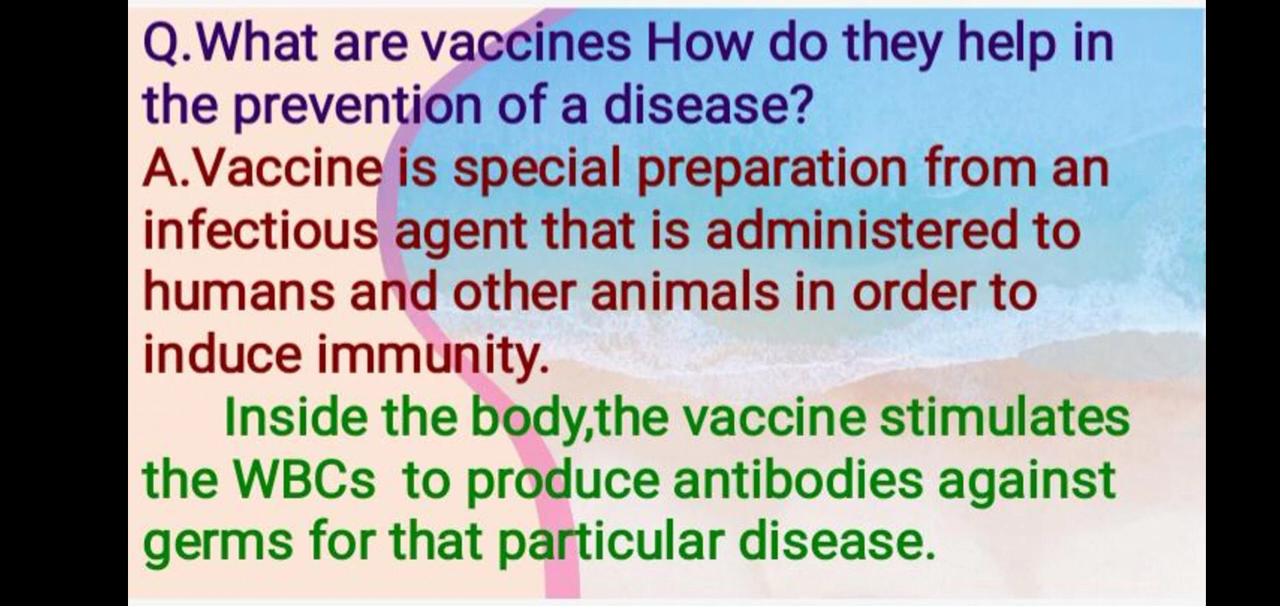 Q.What are vaccines How do they help in
the prevention of a disease?
A.Vaccine is special preparation from an
infectious agent that is administered to
humans and other animals in order to
induce immunity.
Inside the body,the vaccine stimulates
the WBCs  to produce antibodies against
germs for that particular disease.